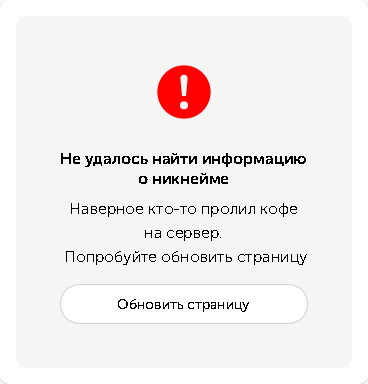 Не удалось найти информацию
о никнейме
Наверное кто-то пролил кофе
на сервер.
Попробуйте обновить страницу
Обновить страницу